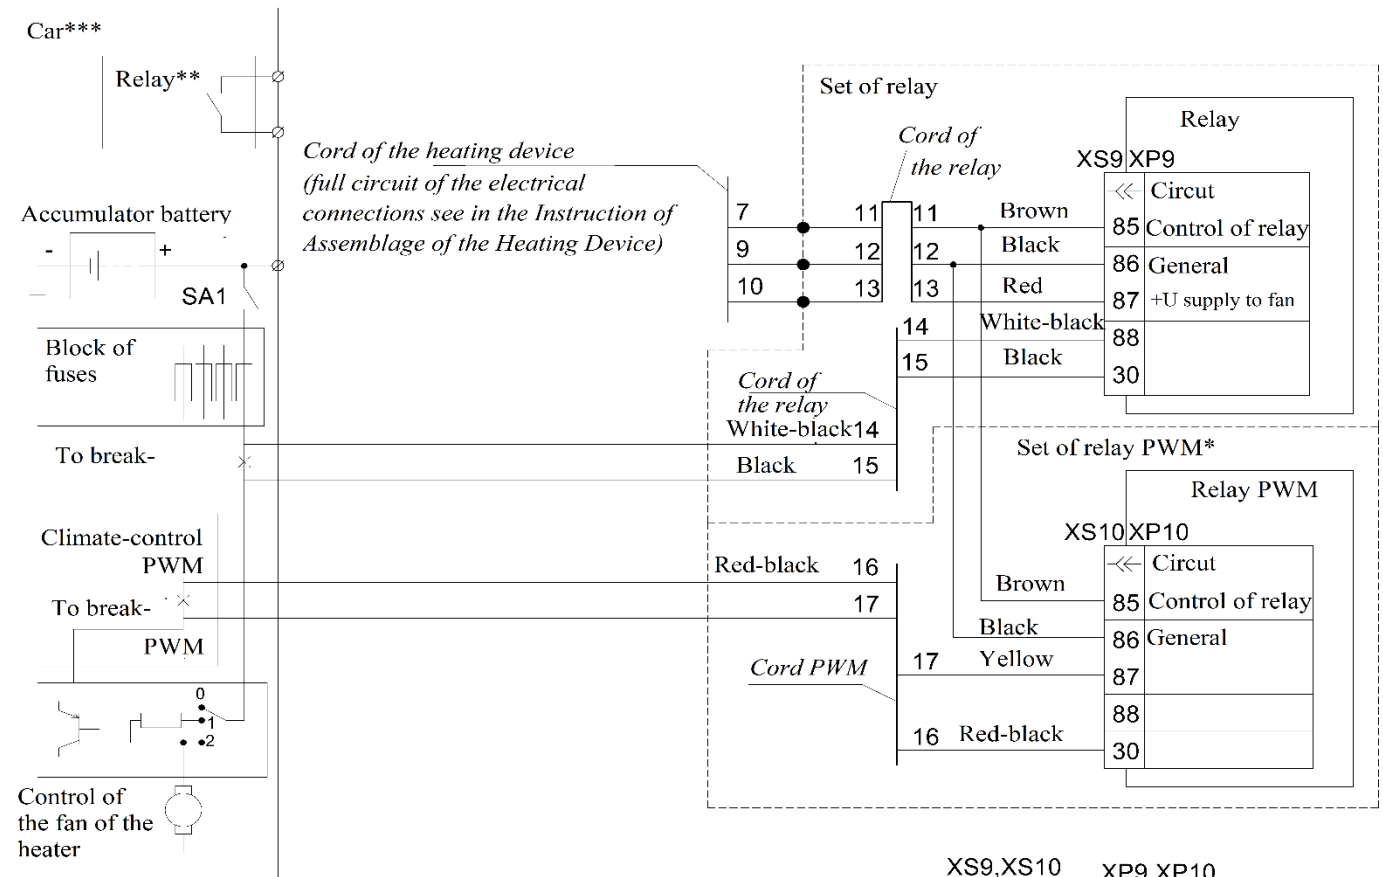 Car***
Relay**
Set of relay
Relay
Cord of
the relay
Cord of the heating device
(full circuit of the electrical
connections see in the Instruction of
Assemblage of the Heating Device)
XS9 XP9
Circut
7
11
11
Brown
85
Control of relay
Accumulator battery
-
+
9
12
12
Black
86
General
10
13
13
Red
87
+U supply to fan
SA1
14
White-black
88
Block of
fuses
15
Black
30
Cord of
the relay
White-black 14
To break-
Black
15
Set of relay PWM*
Relay PWM
XS10 XP10
Climate-control
PWM
Red-black
16
Circut
To break-
17
Brown
85
Control of relay
PWM
Black
86
General
Cord PWM
17
Yellow
87
0
1
2
88
16
Red-black
30
Control of
the fan of the
heater
XS9,XS10
XP9,XP10